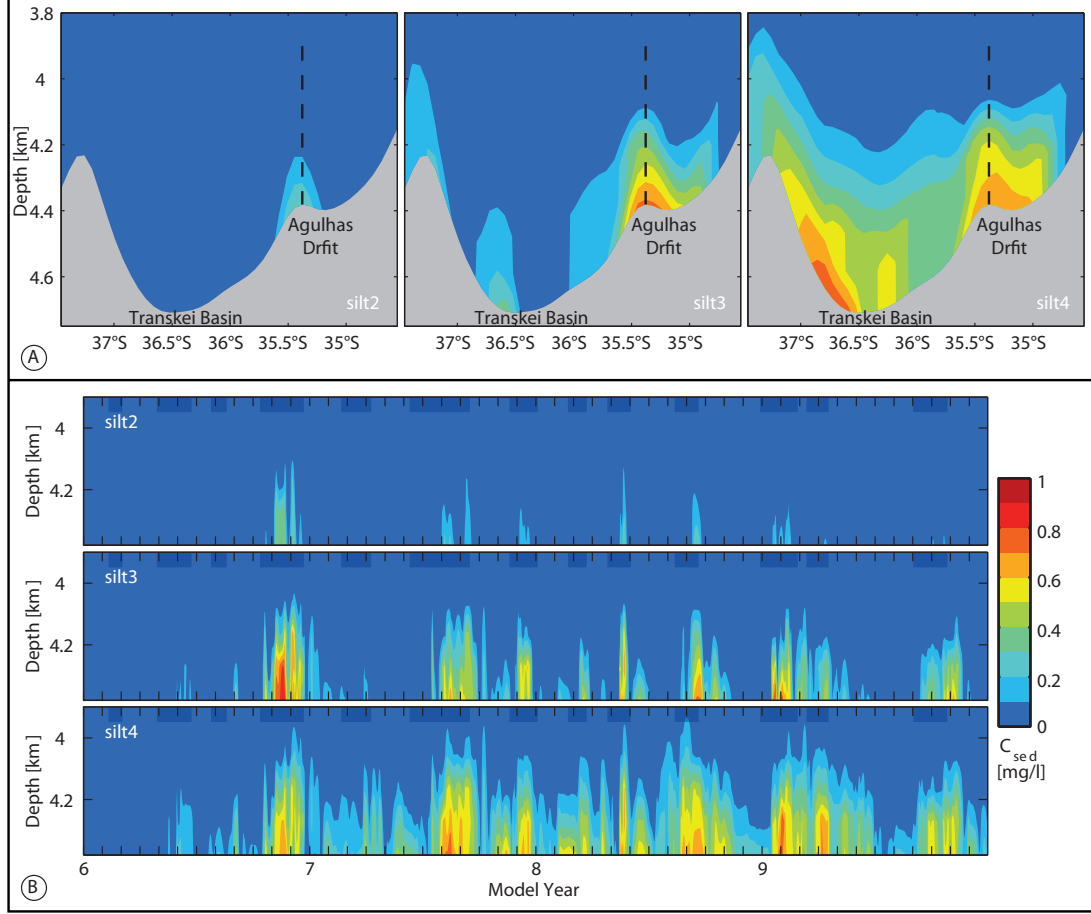 3.8
4
4.2
4.4
4.6
Depth [km]
Agulhas
Drfit
silt2
Transkei Basin
37°S 36.5°S 36°S 35.5°S 35°S
Agulhas
Drfit
silt3
Transkei Basin
37°S 36.5°S 36°S 35.5°S 35°S
Agulhas
Drfit
silt4
Transkei Basin
37°S 36.5°S 36°S 35.5°S 35°S
A
silt2
4
4.2
Depth [km]
silt3
4
4.2
Depth [km]
silt4
4
4.2
Depth [km]
6 7 8 9
Model Year
1
0.8
0.6
0.4
0.2
0
C sed
[mg/l]
B